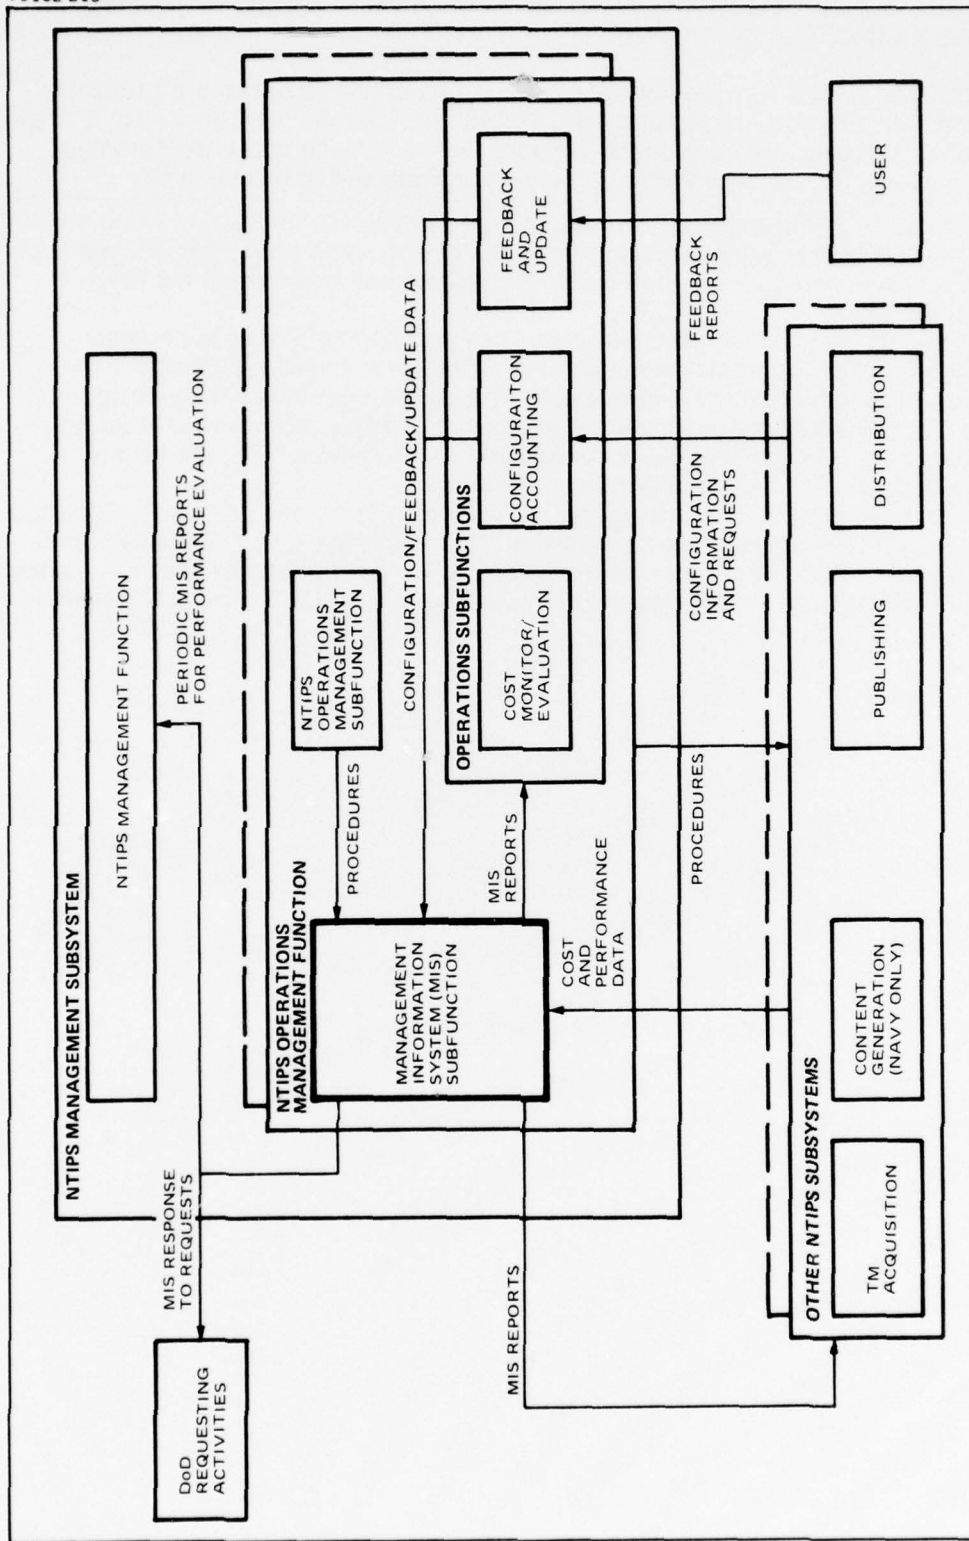 NTIPS MANAGEMENT SUBSYSTEM
NTIPS MANAGEMENT FUNCTION
PERIODIC MIS REPORTS
FOR PERFORMANCE EVALUATION
DoD
REQUESTING
ACTIVITIES
MIS RESPONSE
TO REQUESTS
NTIPS OPERATIONS
MANAGEMENT FUNCTION
NTIPS
OPERATIONS
MANAGEMENT
SUBFUNCTION
PROCEDURES
MANAGEMENT
INFORMATION
SYSTEM (MIS)
SUBFUNCTION
CONFIGURATION/FEEDBACK/UPDATE DATA
MIS
REPORTS
OPERATIONS SUBFUNCTIONS
COST
MONITOR/
EVALUATION
CONFIGURAITON
ACCOUNTING
FEEDBACK
AND
UPDATE
MIS REPORTS
COST
AND
PERFORMANCE
DATA
PROCEDURES
CONFIGURATION
INFORMATION
AND REQUESTS
FEEDBACK
REPORTS
OTHER NTIPS SUBSYSTEMS
TM
ACQUISITION
CONTENT
GENERATION
(NAVY ONLY)
PUBLISHING
DISTRIBUTION
USER